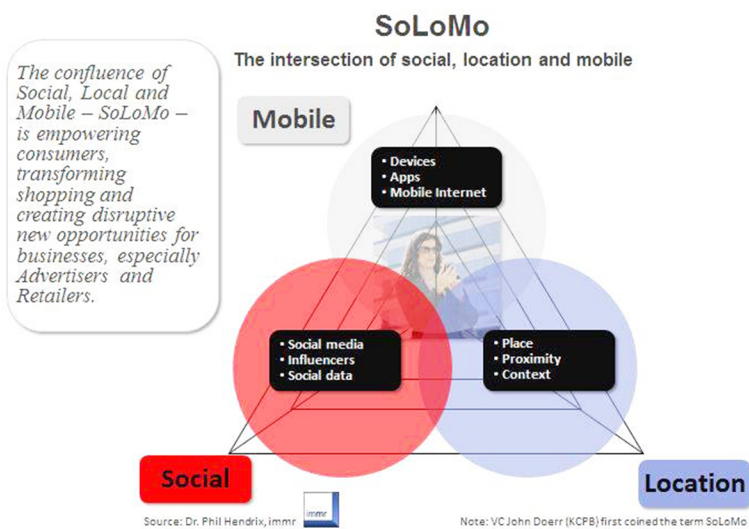 SoLoMo
The intersection of social, location and mobile
The confluence of
Social, Local and
Mobile – SoLoMo –
is empowering
consumers,
transforming
shopping and
creating disruptive
new opportunities for
businesses, especially
Advertisers and
Retailers.
Mobile
• Devices
• Apps
• Mobile Internet
• Social media
• Influencers
• Social data
• Place
• Proximity
• Context
Social
Location
Source: Dr. Phil Hendrix, immr
immr
Note: VC John Doerr (KCPB) first coined the term SoLoMo